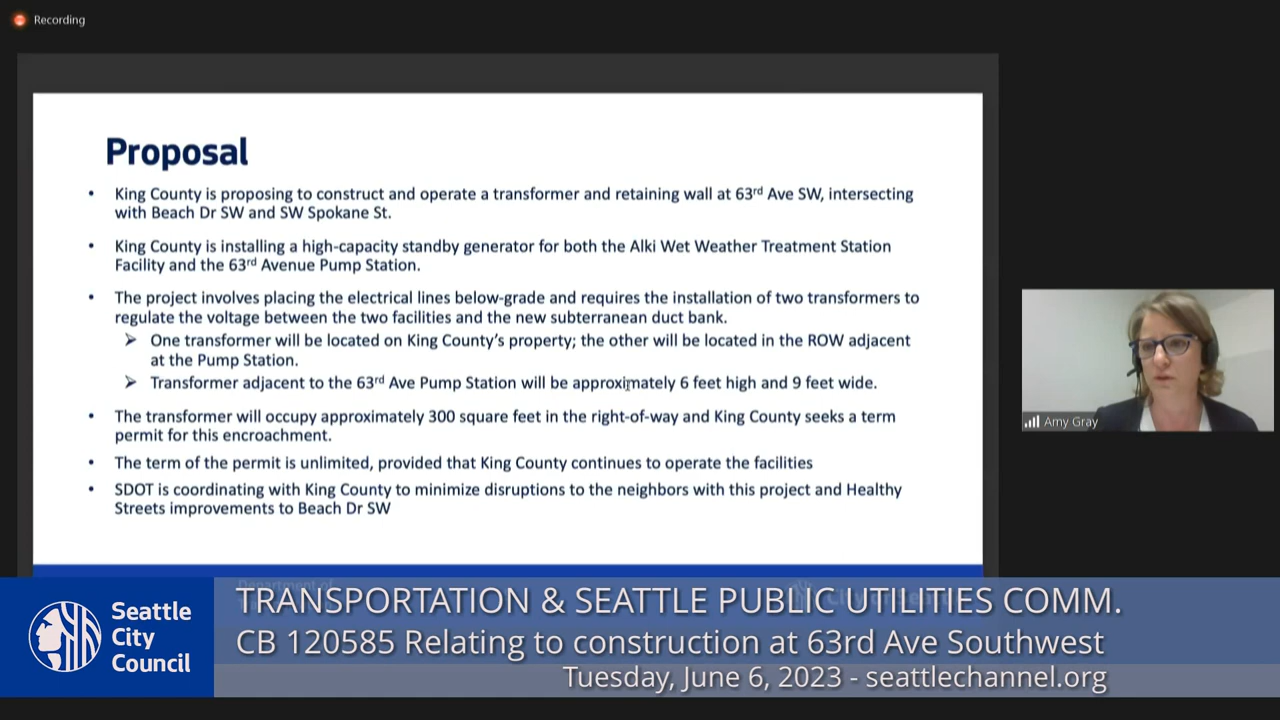 Recording
Proposal
• King County is proposing to construct and operate a transformer and retaining wall at 63rd Ave SW, intersecting
with Beach Dr SW and SW Spokane St.
• King County is installing a high-capacity standby generator for both the Alki Wet Weather Treatment Station
Facility and the 63rd Avenue Pump Station.
• The project involves placing the electrical lines below-grade and requires the installation of two transformers to
regulate the voltage between the two facilities and the new subterranean duct bank.
➢ One transformer will be located on King County’s property; the other will be located in the ROW adjacent
at the Pump Station.
➢ Transformer adjacent to the 63rd Ave Pump Station will be approximately 6 feet high and 9 feet wide.
• The transformer will occupy approximately 300 square feet in the right-of-way and King County seeks a term
permit for this encroachment.
• The term of the permit is unlimited, provided that King County continues to operate the facilities
• SDOT is coordinating with King County to minimize disruptions to the neighbors with this project and Healthy
Streets improvements to Beach Dr SW
Amy Gray
Department of
Seattle
City
Council
TRANSPORTATION & SEATTLE PUBLIC UTILITIES COMM.
CB 120585 Relating to construction at 63rd Ave Southwest
Tuesday, June 6, 2023 - seattlechannel.org